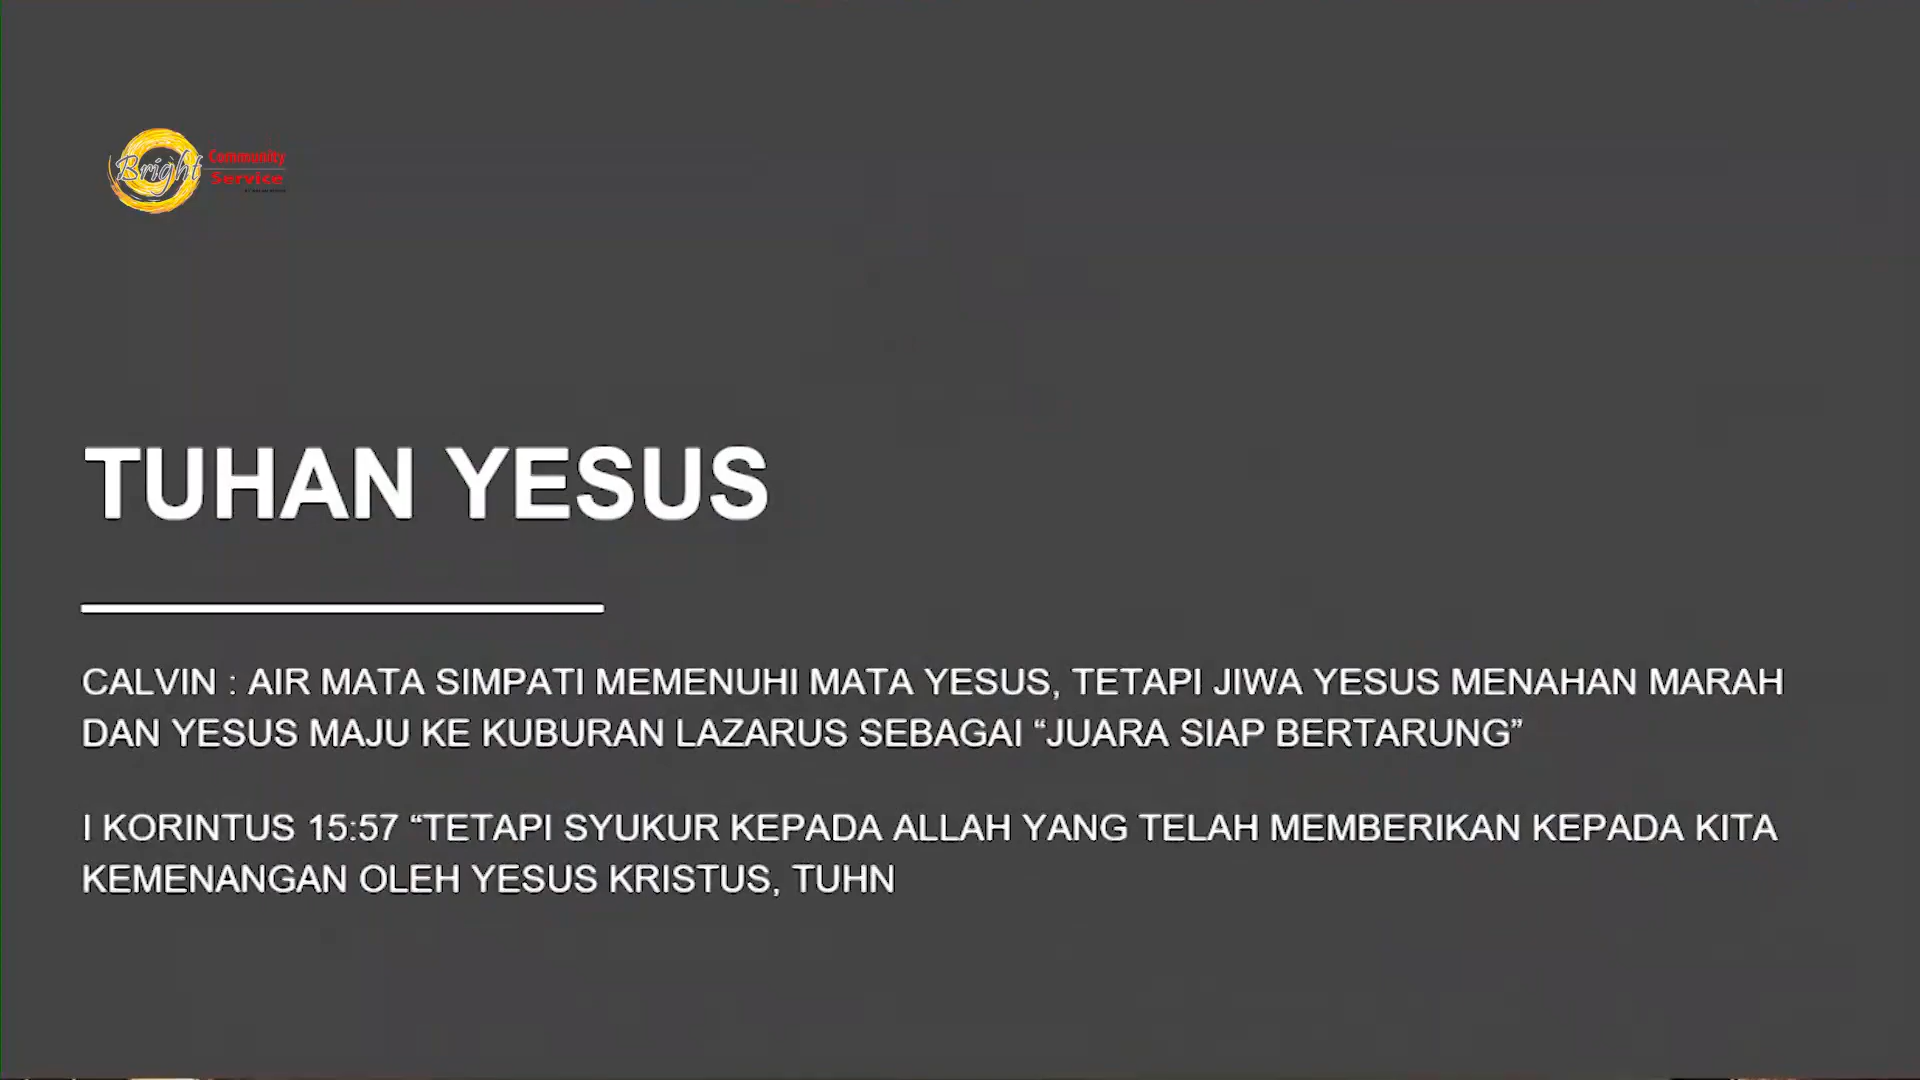 Bright
Community
Service
TUHAN YESUS
CALVIN : AIR MATA SIMPATI MEMENUHI MATA YESUS, TETAPI JIWA YESUS MENAHAN MARAH
DAN YESUS MAJU KE KUBURAN LAZARUS SEBAGAI “JUARA SIAP BERTARUNG”
I KORINTUS 15:57 “TETAPI SYUKUR KEPADA ALLAH YANG TELAH MEMBERIKAN KEPADA KITA
KEMENANGAN OLEH YESUS KRISTUS, TUHN